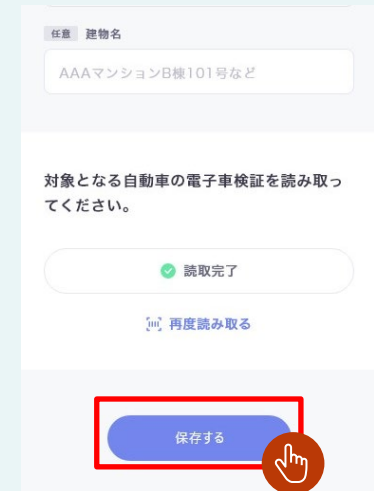 任意 建物名
AAAマンションB棟101号など
対象となる自動車の電子車検証を読み取っ
てください。
読取完了
再度読み取る
保存する